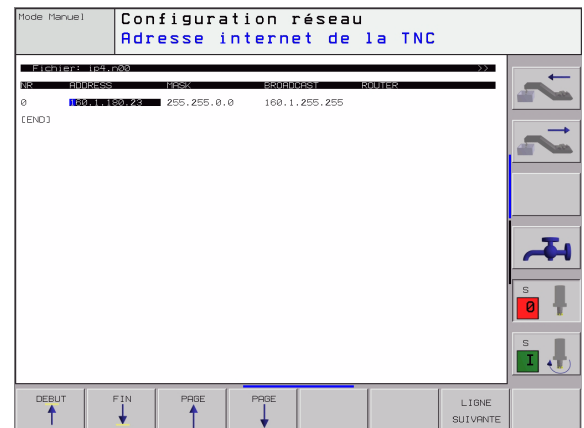 Mode Manuel
Configuration réseau
Adresse internet de la TNC
Fichier: ip4.n00 >>
NR ADDRESS MASK BROADCAST ROUTER
0 160.1.180.23 255.255.0.0 160.1.255.255
[END]
S
0
S
I
DEBUT FIN PAGE PAGE LIGNE SUIVANTE